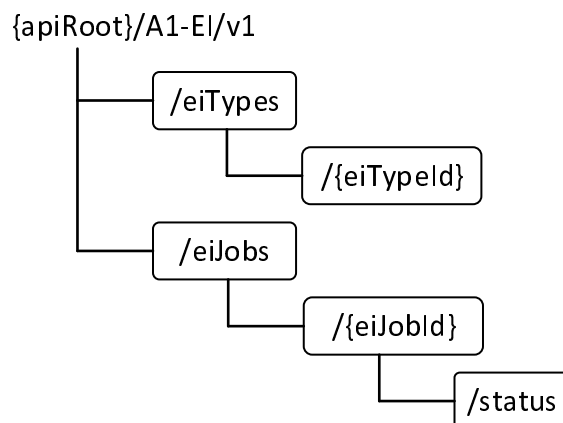 {apiRoot}/A1-EI/v1
/eiTypes
/{eiTypeId}
/eiJobs
/{eiJobId}
/status